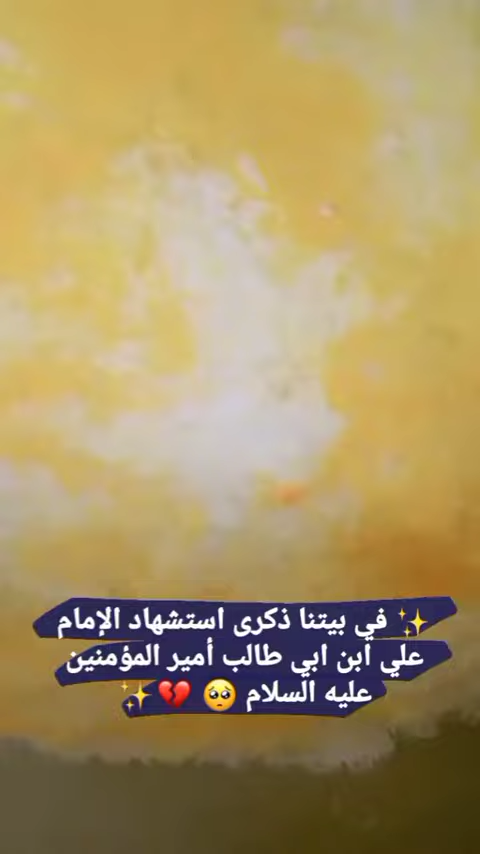 ✨ في بيتنا ذكرى استشهاد الإمام
علي ابن ابي طالب أمير المؤمنين
عليه السلام 🥺 💔 ✨